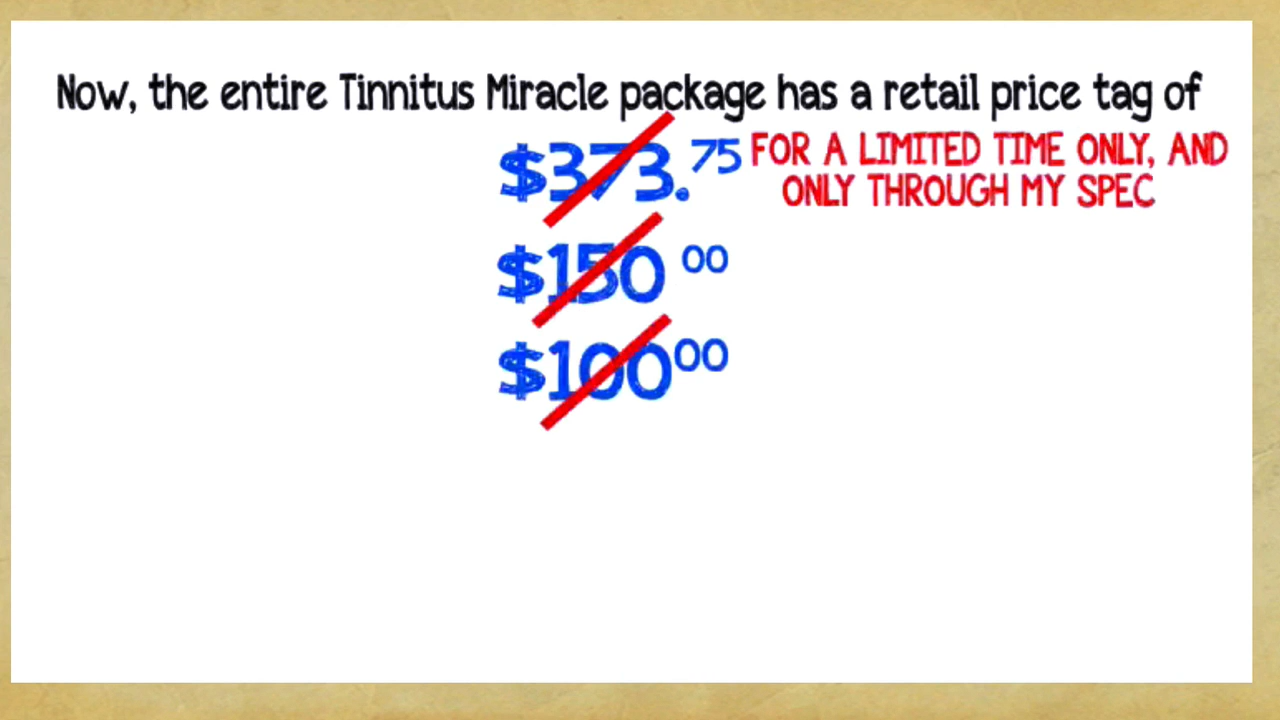 Now, the entire Tinnitus Miracle package has a retail price tag of
$373.75
FOR A LIMITED TIME ONLY, AND
ONLY THROUGH MY SPEC
$150 00
$100 00